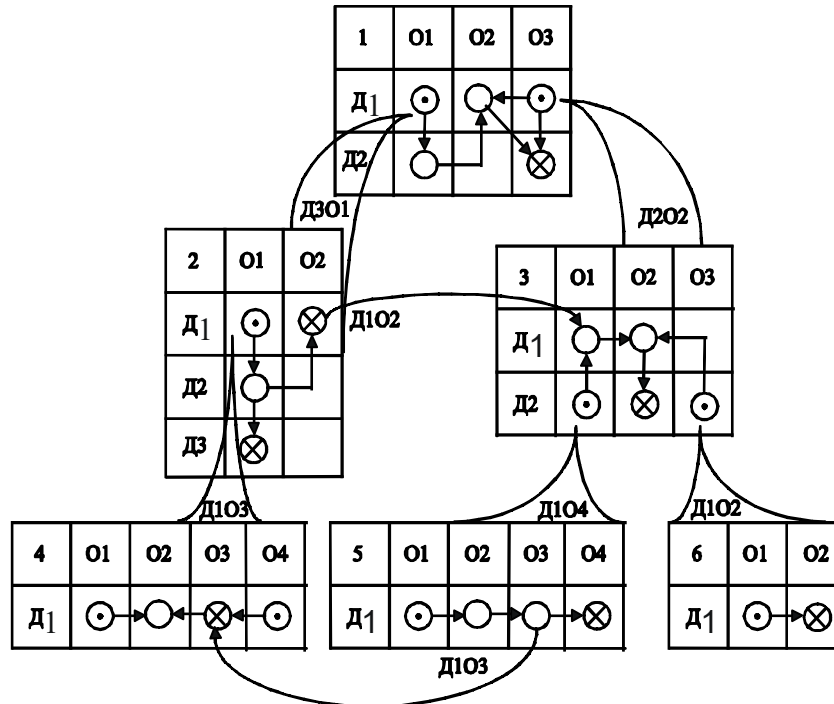 1 О1 О2 О3
Д1
Д2
Д3О1
Д2О2
2 О1 О2
3 О1 О2 О3
Д1
Д1О2
Д1
Д2
Д2
Д3
Д1О3
Д1О4
Д1О2
4 О1 О2 О3 О4
5 О1 О2 О3 О4
6 О1 О2
Д1
Д1
Д1
Д1О3